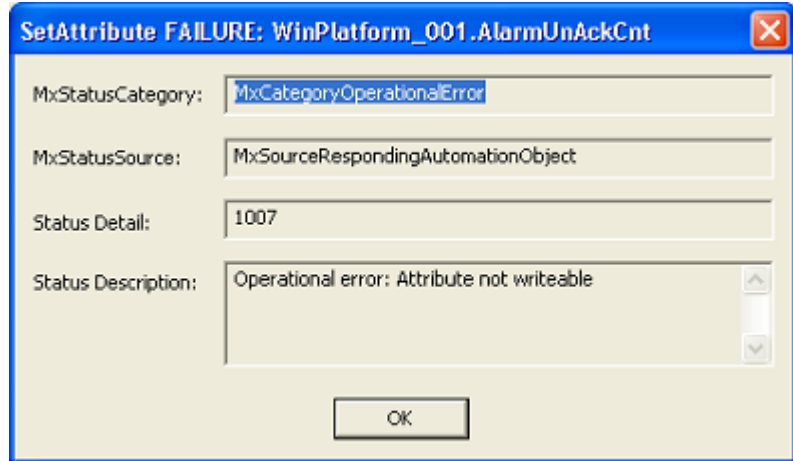 SetAttribute FAILURE: WinPlatform_001.AlarmUnAckCnt
MxStatusCategory: MxCategoryOperationalError
MxStatusSource: MxSourceRespondingAutomationObject
Status Detail: 1007
Status Description: Operational error: Attribute not writeable
OK